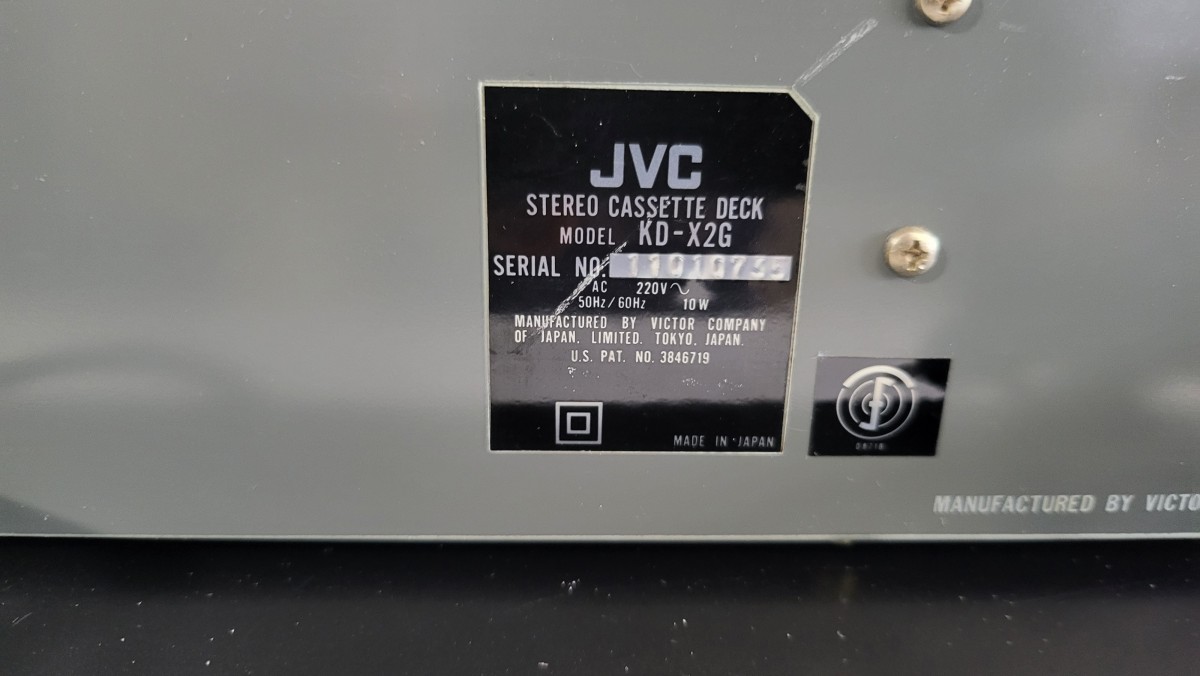 JVC
STEREO CASSETTE DECK
MODEL KD-X2G
SERIAL NO.
AC 220V~
50Hz/60Hz 10W
MANUFACTURED BY VICTOR COMPANY
OF JAPAN, LIMITED. TOKYO, JAPAN.
U.S. PAT. NO. 3846719
MADE IN JAPAN
MANUFACTURED BY VICTO